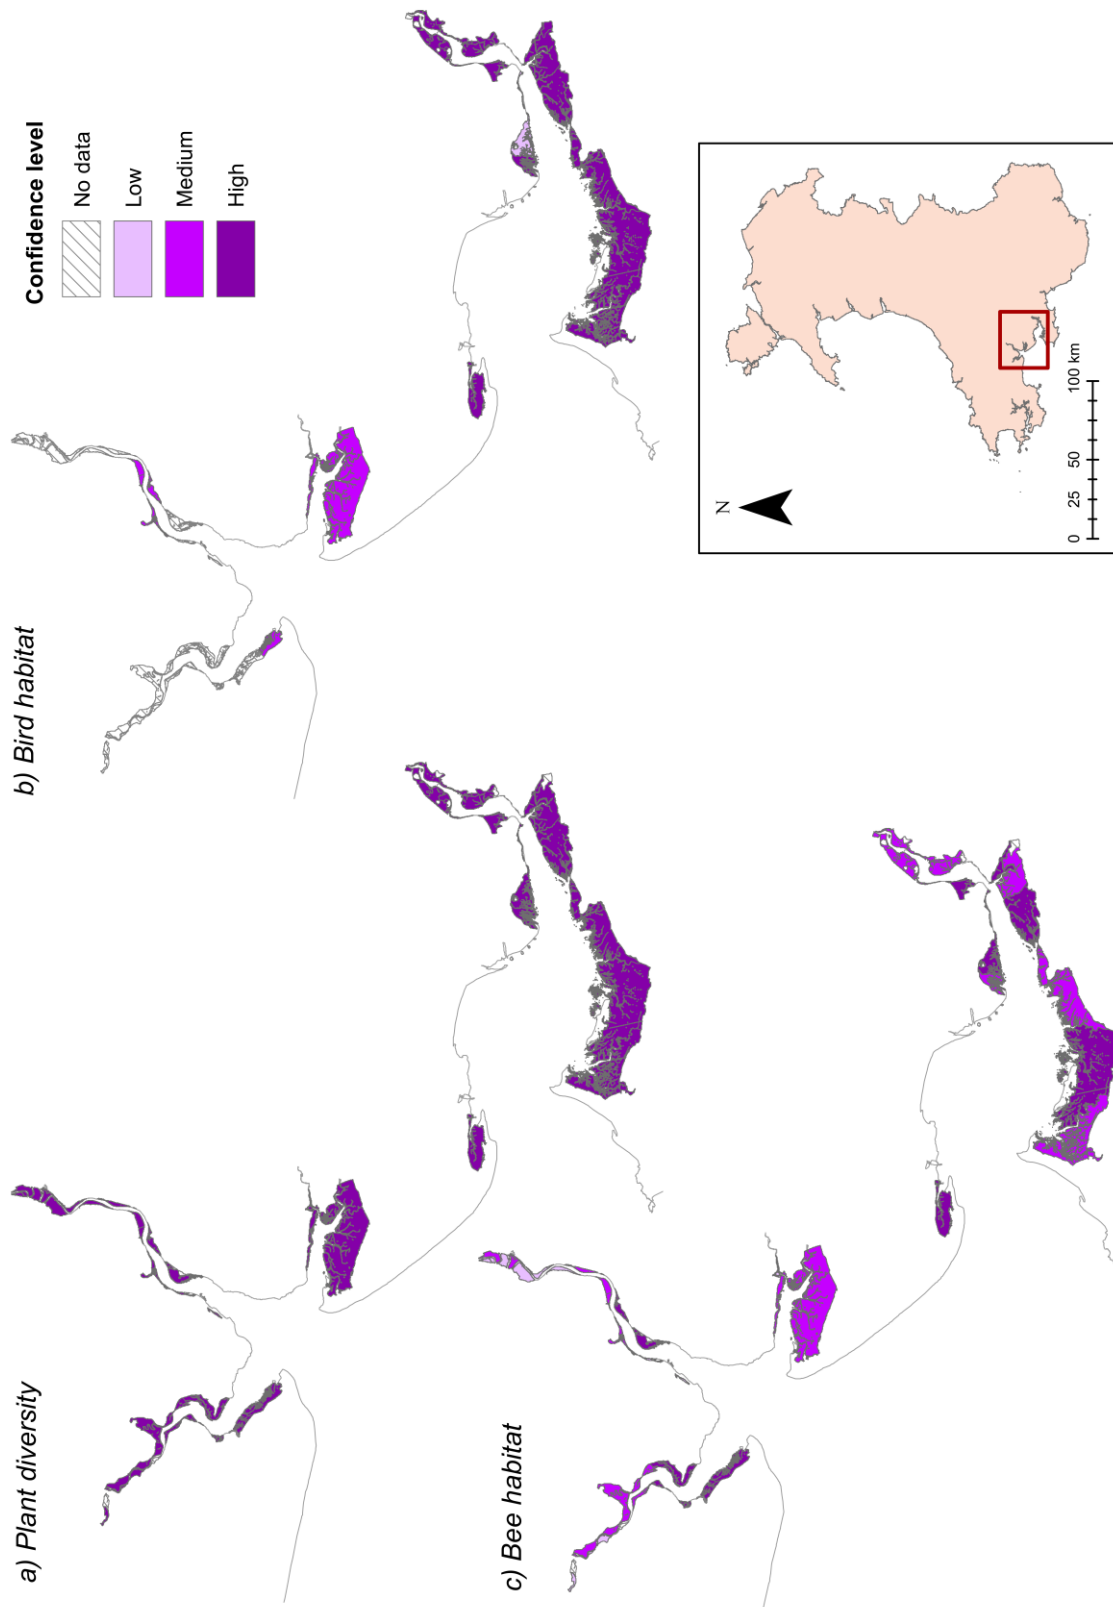 a) Plant diversity
b) Bird habitat
Confidence level
No data
Low
Medium
High
c) Bee habitat
N
0 25 50 100 km